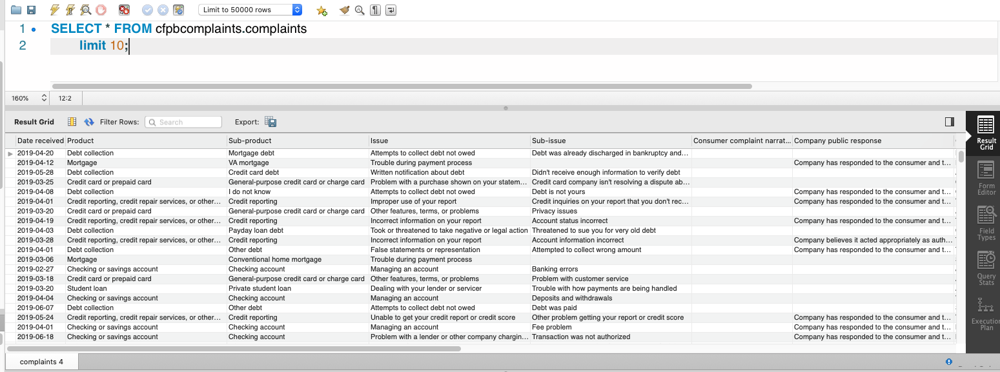 Limit to 50000 rows
1 SELECT * FROM cfpbcomplaints.complaints
2 limit 10;
160% 12:2
Result Grid Filter Rows: Search Export:
Date received Product Sub-product Issue Sub-issue Consumer complaint narrat... Company public response
2019-04-20 Debt collection Mortgage debt Attempts to collect debt not owed Debt was already discharged in bankruptcy and...
2019-04-12 Mortgage VA mortgage Trouble during payment process Company has responded to the consumer and t...
2019-05-28 Debt collection Credit card debt Written notification about debt Didn't receive enough information to verify debt
2019-03-25 Credit card or prepaid card General-purpose credit card or charge card Problem with a purchase shown on your statem... Credit card company isn't resolving a dispute ab...
2019-04-08 Debt collection I do not know Attempts to collect debt not owed Debt is not yours Company has responded to the consumer and t...
2019-04-01 Credit reporting, credit repair services, or other... Credit reporting Improper use of your report Credit inquiries on your report that you don't rec... Company has responded to the consumer and t...
2019-03-20 Credit card or prepaid card General-purpose credit card or charge card Other features, terms, or problems Privacy issues
2019-04-19 Credit reporting, credit repair services, or other... Credit reporting Incorrect information on your report Account status incorrect Company has responded to the consumer and t...
2019-04-03 Debt collection Payday loan debt Took or threatened to take negative or legal action Threatened to sue you for very old debt
2019-03-28 Credit reporting, credit repair services, or other... Credit reporting Incorrect information on your report Account information incorrect Company believes it acted appropriately as auth...
2019-04-01 Debt collection Other debt False statements or representation Attempted to collect wrong amount Company has responded to the consumer and t...
2019-03-06 Mortgage Conventional home mortgage Trouble during payment process
2019-02-27 Checking or savings account Checking account Managing an account Banking errors
2019-03-18 Credit card or prepaid card General-purpose credit card or charge card Other features, terms, or problems Problem with customer service
2019-03-20 Student loan Private student loan Dealing with your lender or servicer Trouble with how payments are being handled
2019-04-04 Checking or savings account Checking account Managing an account Deposits and withdrawals
2019-06-07 Debt collection Other debt Attempts to collect debt not owed Debt was paid
2019-05-24 Credit reporting, credit repair services, or other... Credit reporting Unable to get your credit report or credit score Other problem getting your report or credit score Company has responded to the consumer and t...
2019-04-01 Checking or savings account Checking account Managing an account Fee problem Company has responded to the consumer and t...
2019-06-18 Checking or savings account Checking account Problem with a lender or other company chargin... Transaction was not authorized Company has responded to the consumer and t...
Result
Grid
Form
Editor
Field
Types
Query
Stats
Execution
Plan
complaints 4